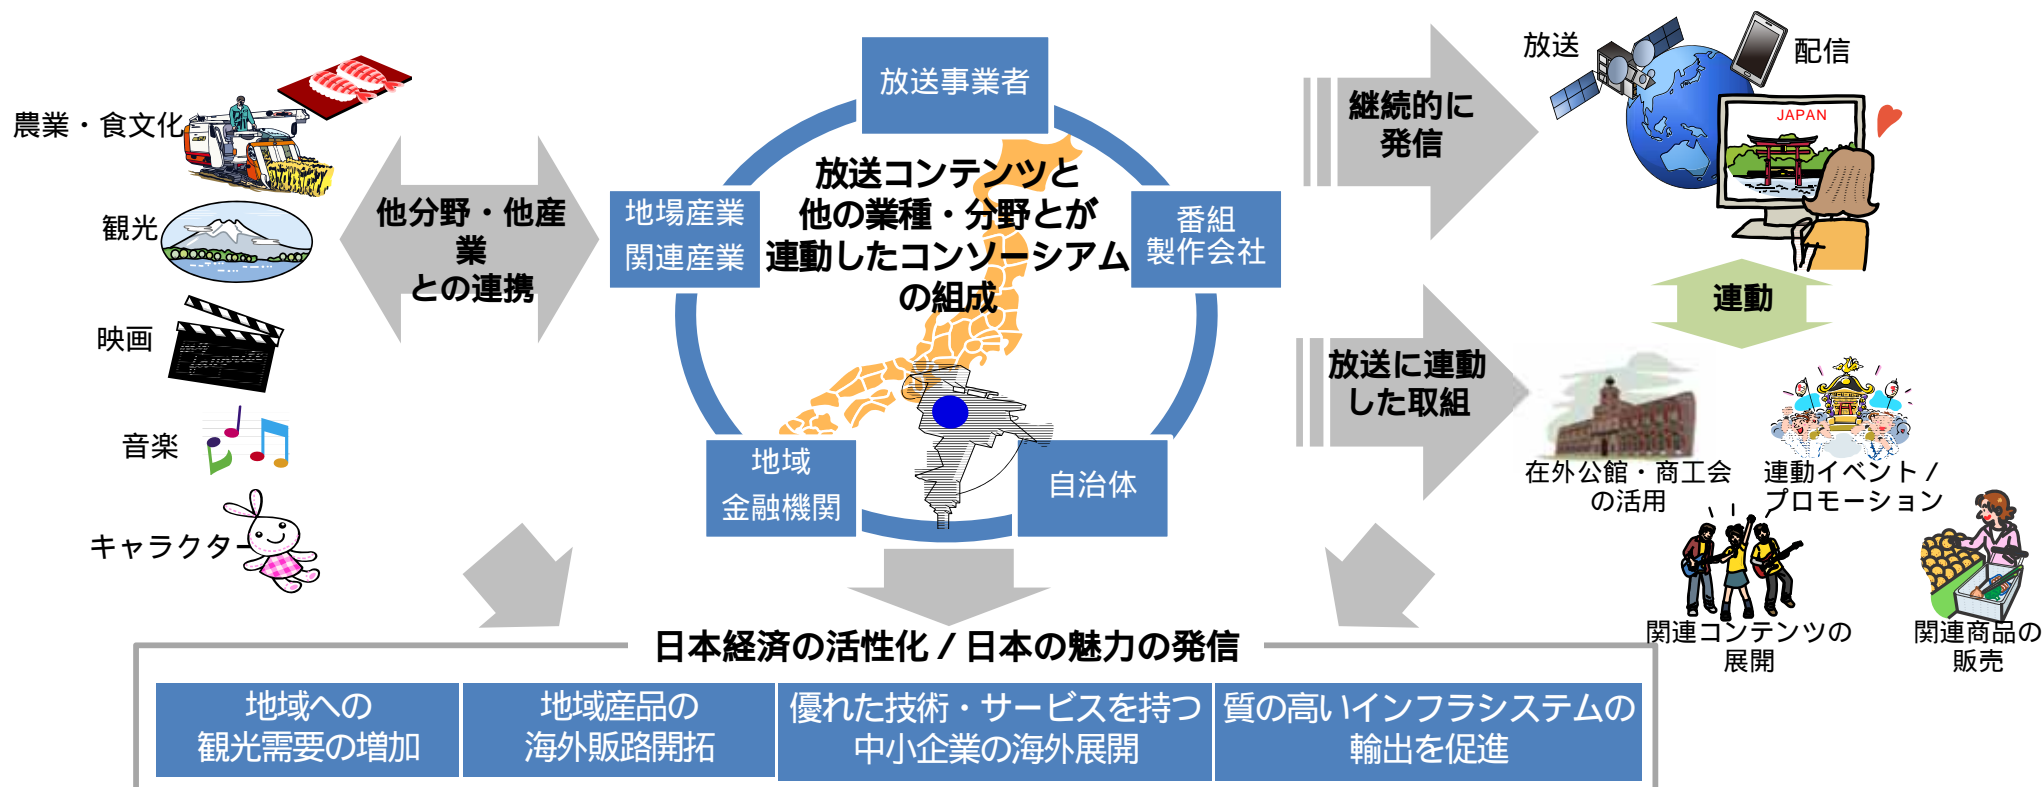 農業・食文化
観光
映画
音楽
キャラクター
他分野・他産
業
との連携
放送事業者
地場産業
関連産業
番組
製作会社
地域
金融機関
自治体
放送コンテンツと
他の業種・分野とが
連動したコンソーシアム
の組成
継続的に
発信
放送に連動
した取組
放送
配信
JAPAN
連動
在外公館・商工会
の活用
連動イベント/
プロモーション
関連コンテンツの
展開
関連商品の
販売
日本経済の活性化/日本の魅力の発信
地域への
観光需要の増加
地域産品の
海外販路開拓
優れた技術・サービスを持つ
中小企業の海外展開
質の高いインフラシステムの
輸出を促進